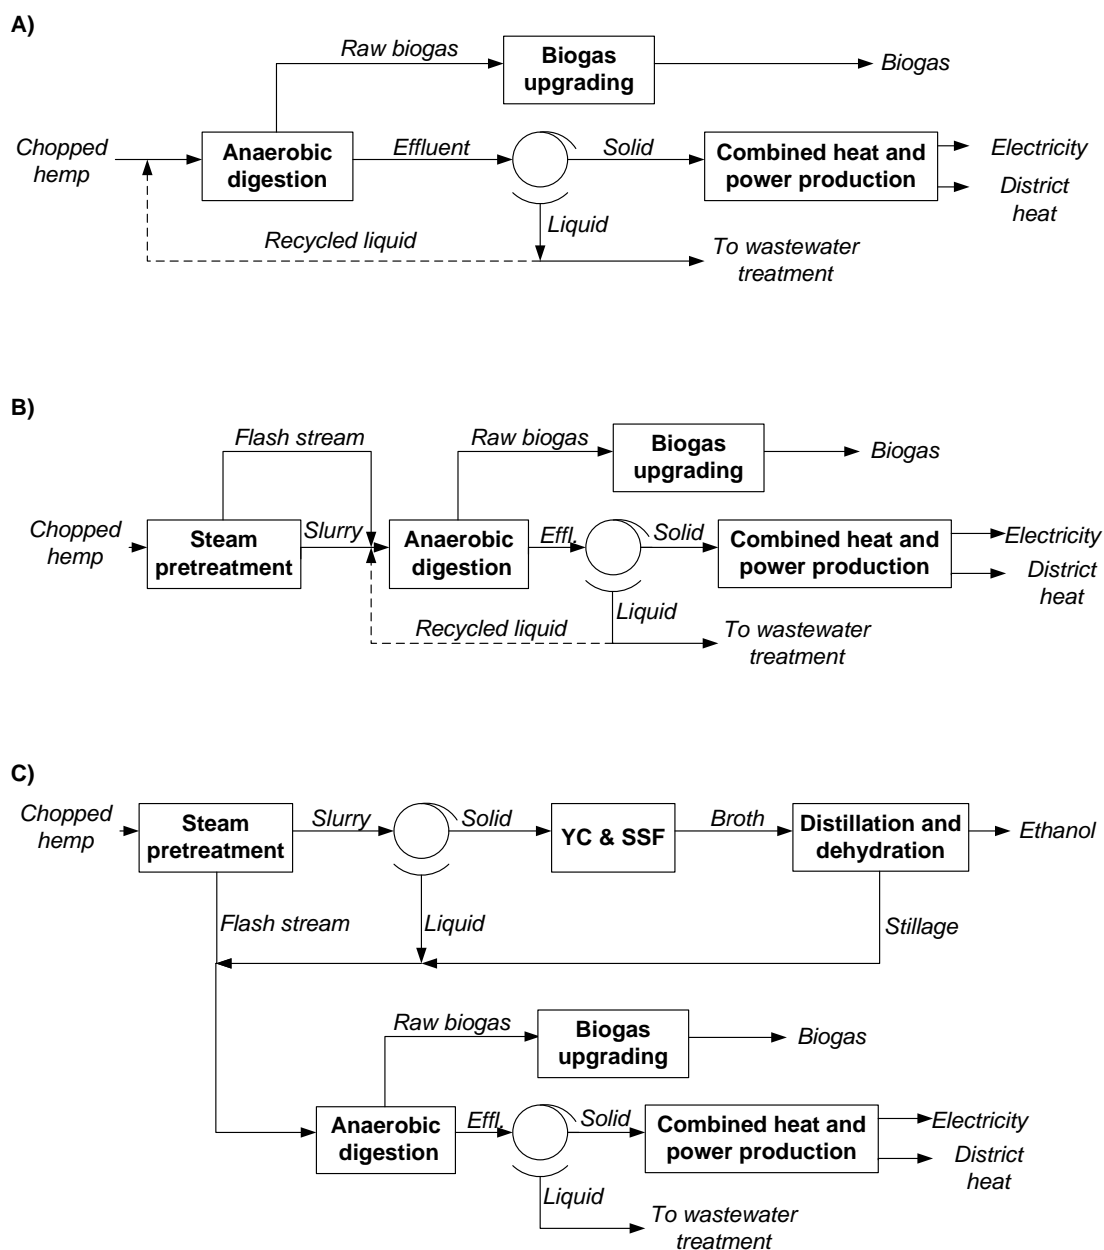 A)
Raw biogas
Biogas
upgrading
Biogas
Chopped
hemp
Anaerobic
digestion
Effluent
Solid
Combined heat and
power production
Electricity
District
heat
Liquid
Recycled liquid
To wastewater
treatment
B)
Flash stream
Raw biogas
Biogas
upgrading
Biogas
Chopped
hemp
Steam
pretreatment
Slurry
Anaerobic
digestion
Effl.
Solid
Combined heat and
power production
Electricity
District
heat
Liquid
Recycled liquid
To wastewater
treatment
C)
Chopped
hemp
Steam
pretreatment
Slurry
Solid
YC & SSF
Broth
Distillation and
dehydration
Ethanol
Flash stream
Liquid
Stillage
Raw biogas
Biogas
upgrading
Biogas
Anaerobic
digestion
Effl.
Solid
Combined heat and
power production
Electricity
District
heat
Liquid
To wastewater
treatment